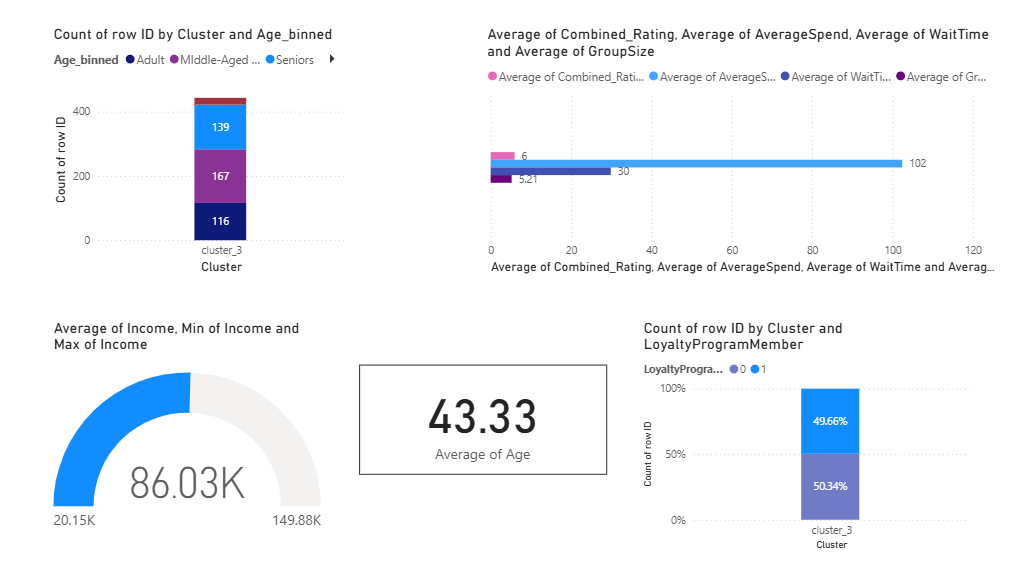 Count of row ID by Cluster and Age_binned
Age_binned Adult MIddle-Aged ... Seniors
Count of row ID
400
200
0
139
167
116
cluster_3
Cluster
Average of Combined_Rating, Average of AverageSpend, Average of WaitTime
and Average of GroupSize
Average of Combined_Rati... Average of AverageS... Average of WaitTi... Average of Gr...
6
102
30
5.21
0 20 40 60 80 100 120
Average of Combined_Rating, Average of AverageSpend, Average of WaitTime and Averag...
Average of Income, Min of Income and
Max of Income
86.03K
20.15K 149.88K
43.33
Average of Age
Count of row ID by Cluster and
LoyaltyProgramMember
LoyaltyProgra... 0 1
Count of row ID
100%
50%
0%
49.66%
50.34%
cluster_3
Cluster